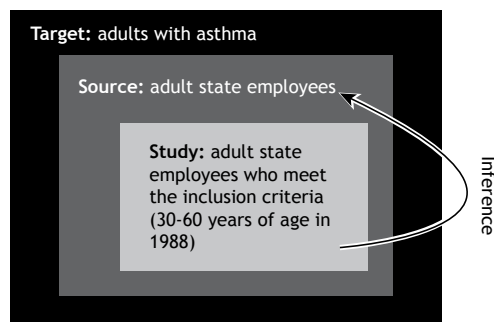 Target: adults with asthma
Source: adult state employees
Study: adult state
employees who meet
the inclusion criteria
(30-60 years of age in
1988)
Inference